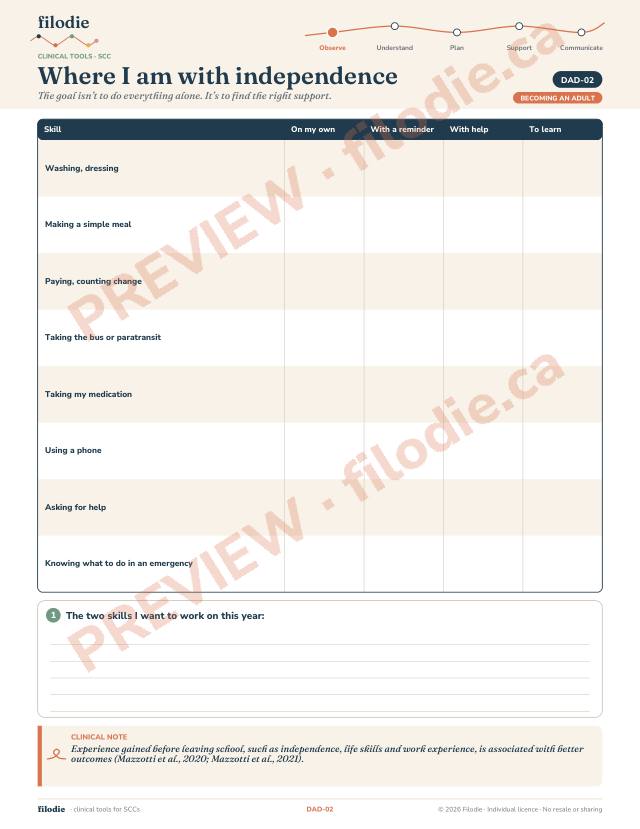 filodie
CLINICAL TOOLS · SCC
Observe Understand Plan Support Communicate
Where I am with independence
DAD-02
The goal isn't to do everything alone. It's to find the right support.
BECOMING AN ADULT
Skill On my own With a reminder With help To learn
Washing, dressing
Making a simple meal
Paying, counting change
Taking the bus or paratransit
Taking my medication
Using a phone
Asking for help
Knowing what to do in an emergency
PREVIEW · filodie.ca
PREVIEW · filodie.ca
1 The two skills I want to work on this year:
CLINICAL NOTE
Experience gained before leaving school, such as independence, life skills and work experience, is associated with better
outcomes (Mazzotti et al., 2020; Mazzotti et al., 2021).
filodie · clinical tools for SCCs DAD-02 © 2026 Filodie · Individual licence · No resale or sharing